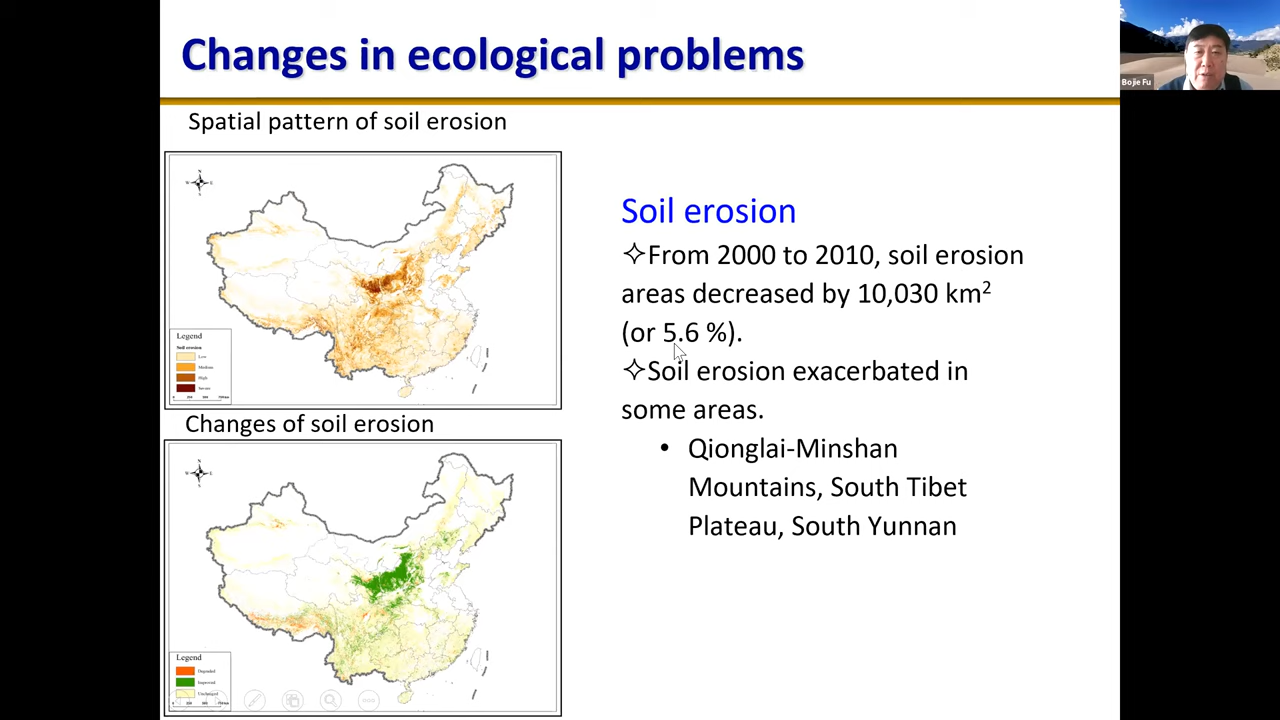 Changes in ecological problems
Bojie Fu
Spatial pattern of soil erosion
N
W E
S
Legend
Soil erosion
Low
Medium
High
Severe
Changes of soil erosion
N
W E
S
Legend
Degraded
Improved
Unchanged
Soil erosion
✧From 2000 to 2010, soil erosion
areas decreased by 10,030 km²
(or 5.6 %).
✧Soil erosion exacerbated in
some areas.
• Qionglai-Minshan
Mountains, South Tibet
Plateau, South Yunnan